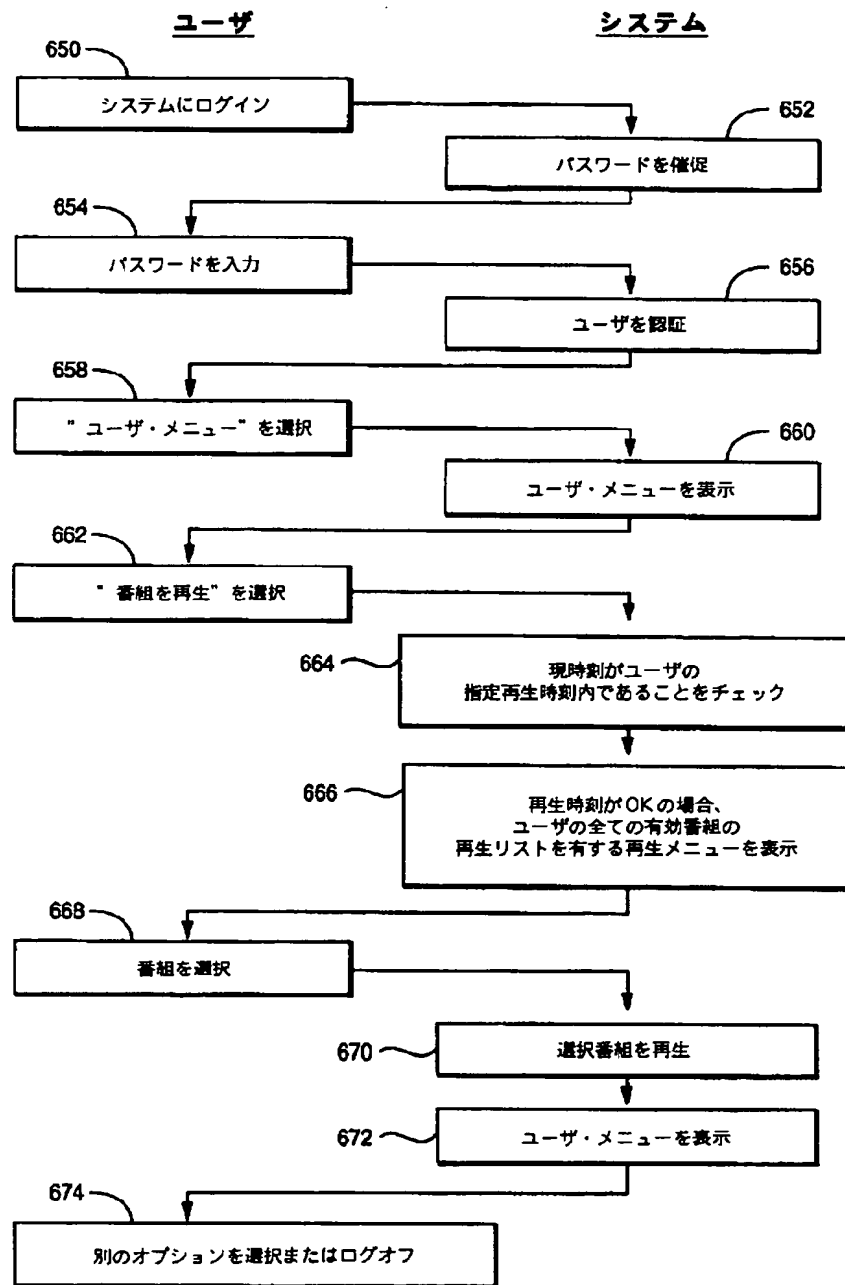 ユーザ
システム
650
システムにログイン
652
パスワードを催促
654
パスワードを入力
656
ユーザを認証
658
”ユーザ・メニュー”を選択
660
ユーザ・メニューを表示
662
”番組を再生”を選択
664
現時刻がユーザの
指定再生時刻内であることをチェック
666
再生時刻がOKの場合、
ユーザの全ての有効番組の
再生リストを有する再生メニューを表示
668
番組を選択
670
選択番組を再生
672
ユーザ・メニューを表示
674
別のオプションを選択またはログオフ